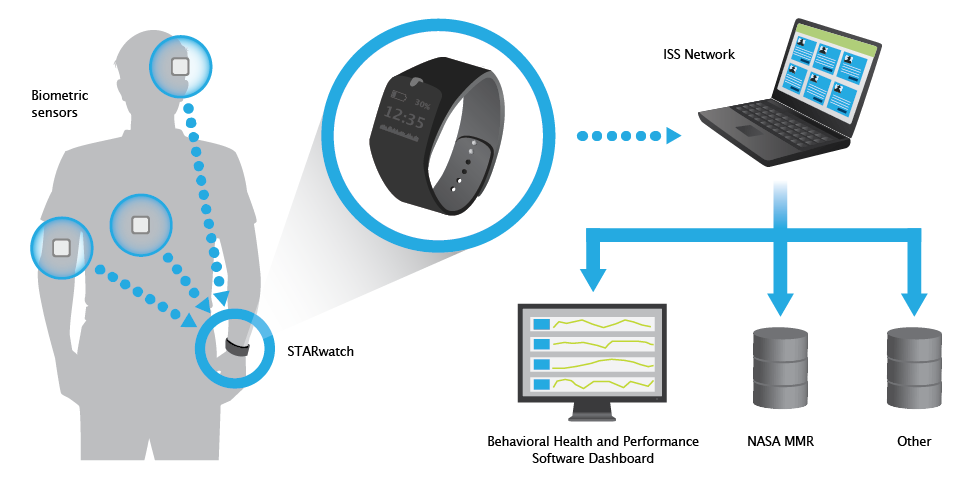 Biometric
sensors
30%
12:35
STARwatch
ISS Network
Behavioral Health and Performance
Software Dashboard
NASA MMR
Other